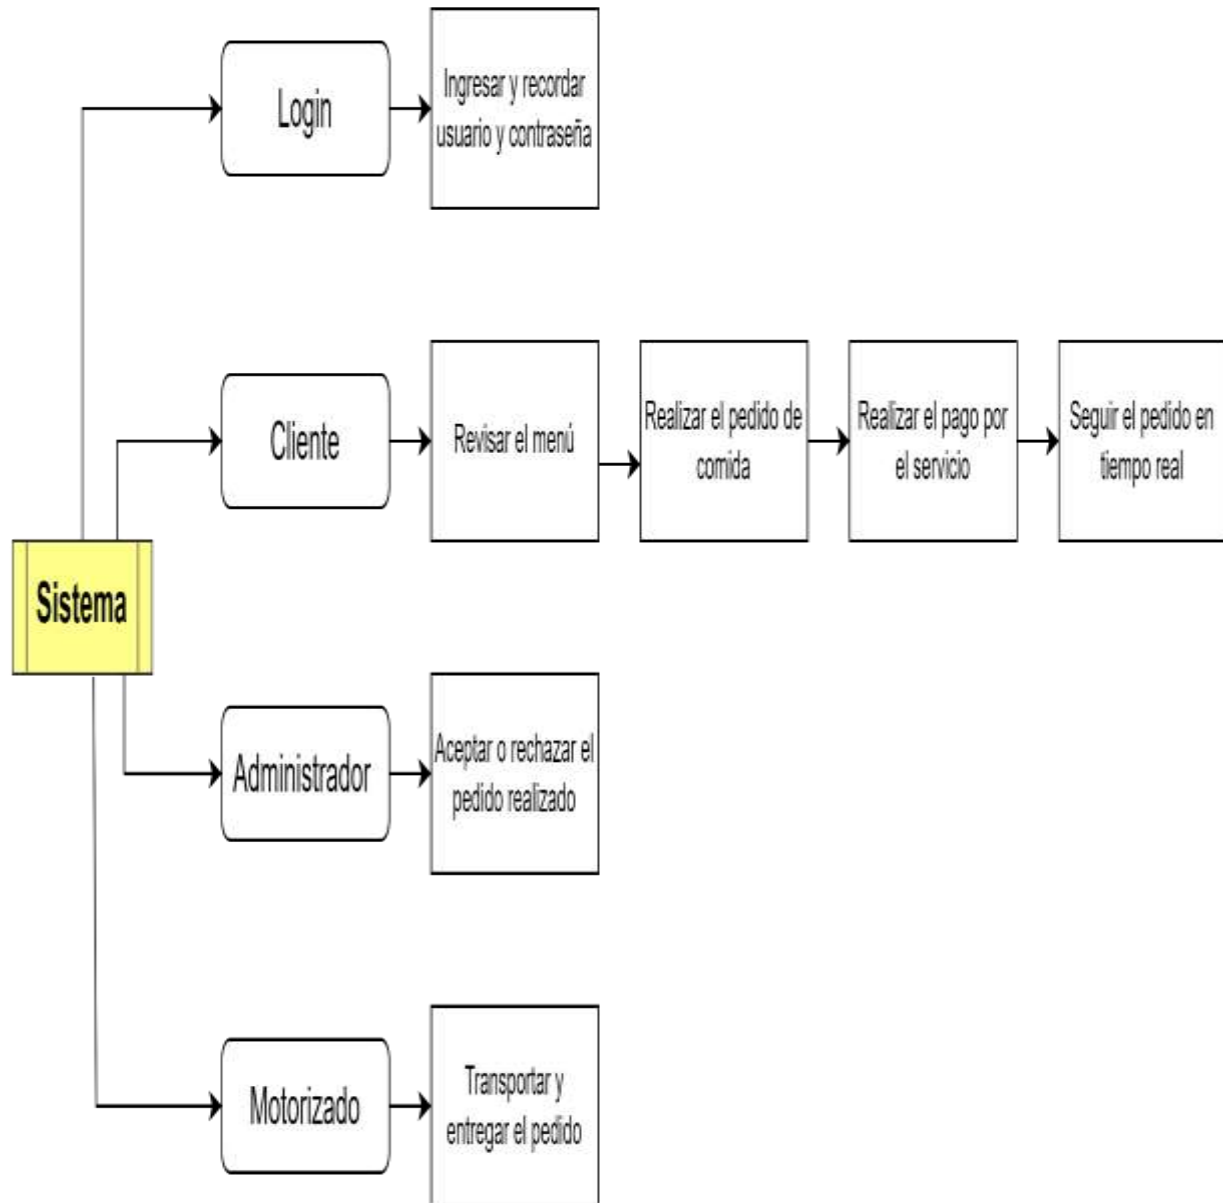 Login
Ingresar y recordar
usuario y contraseña
Cliente
Revisar el menú
Realizar el pedido de
comida
Realizar el pago por
el servicio
Seguir el pedido en
tiempo real
Sistema
Administrador
Aceptar o rechazar el
pedido realizado
Motorizado
Transportar y
entregar el pedido